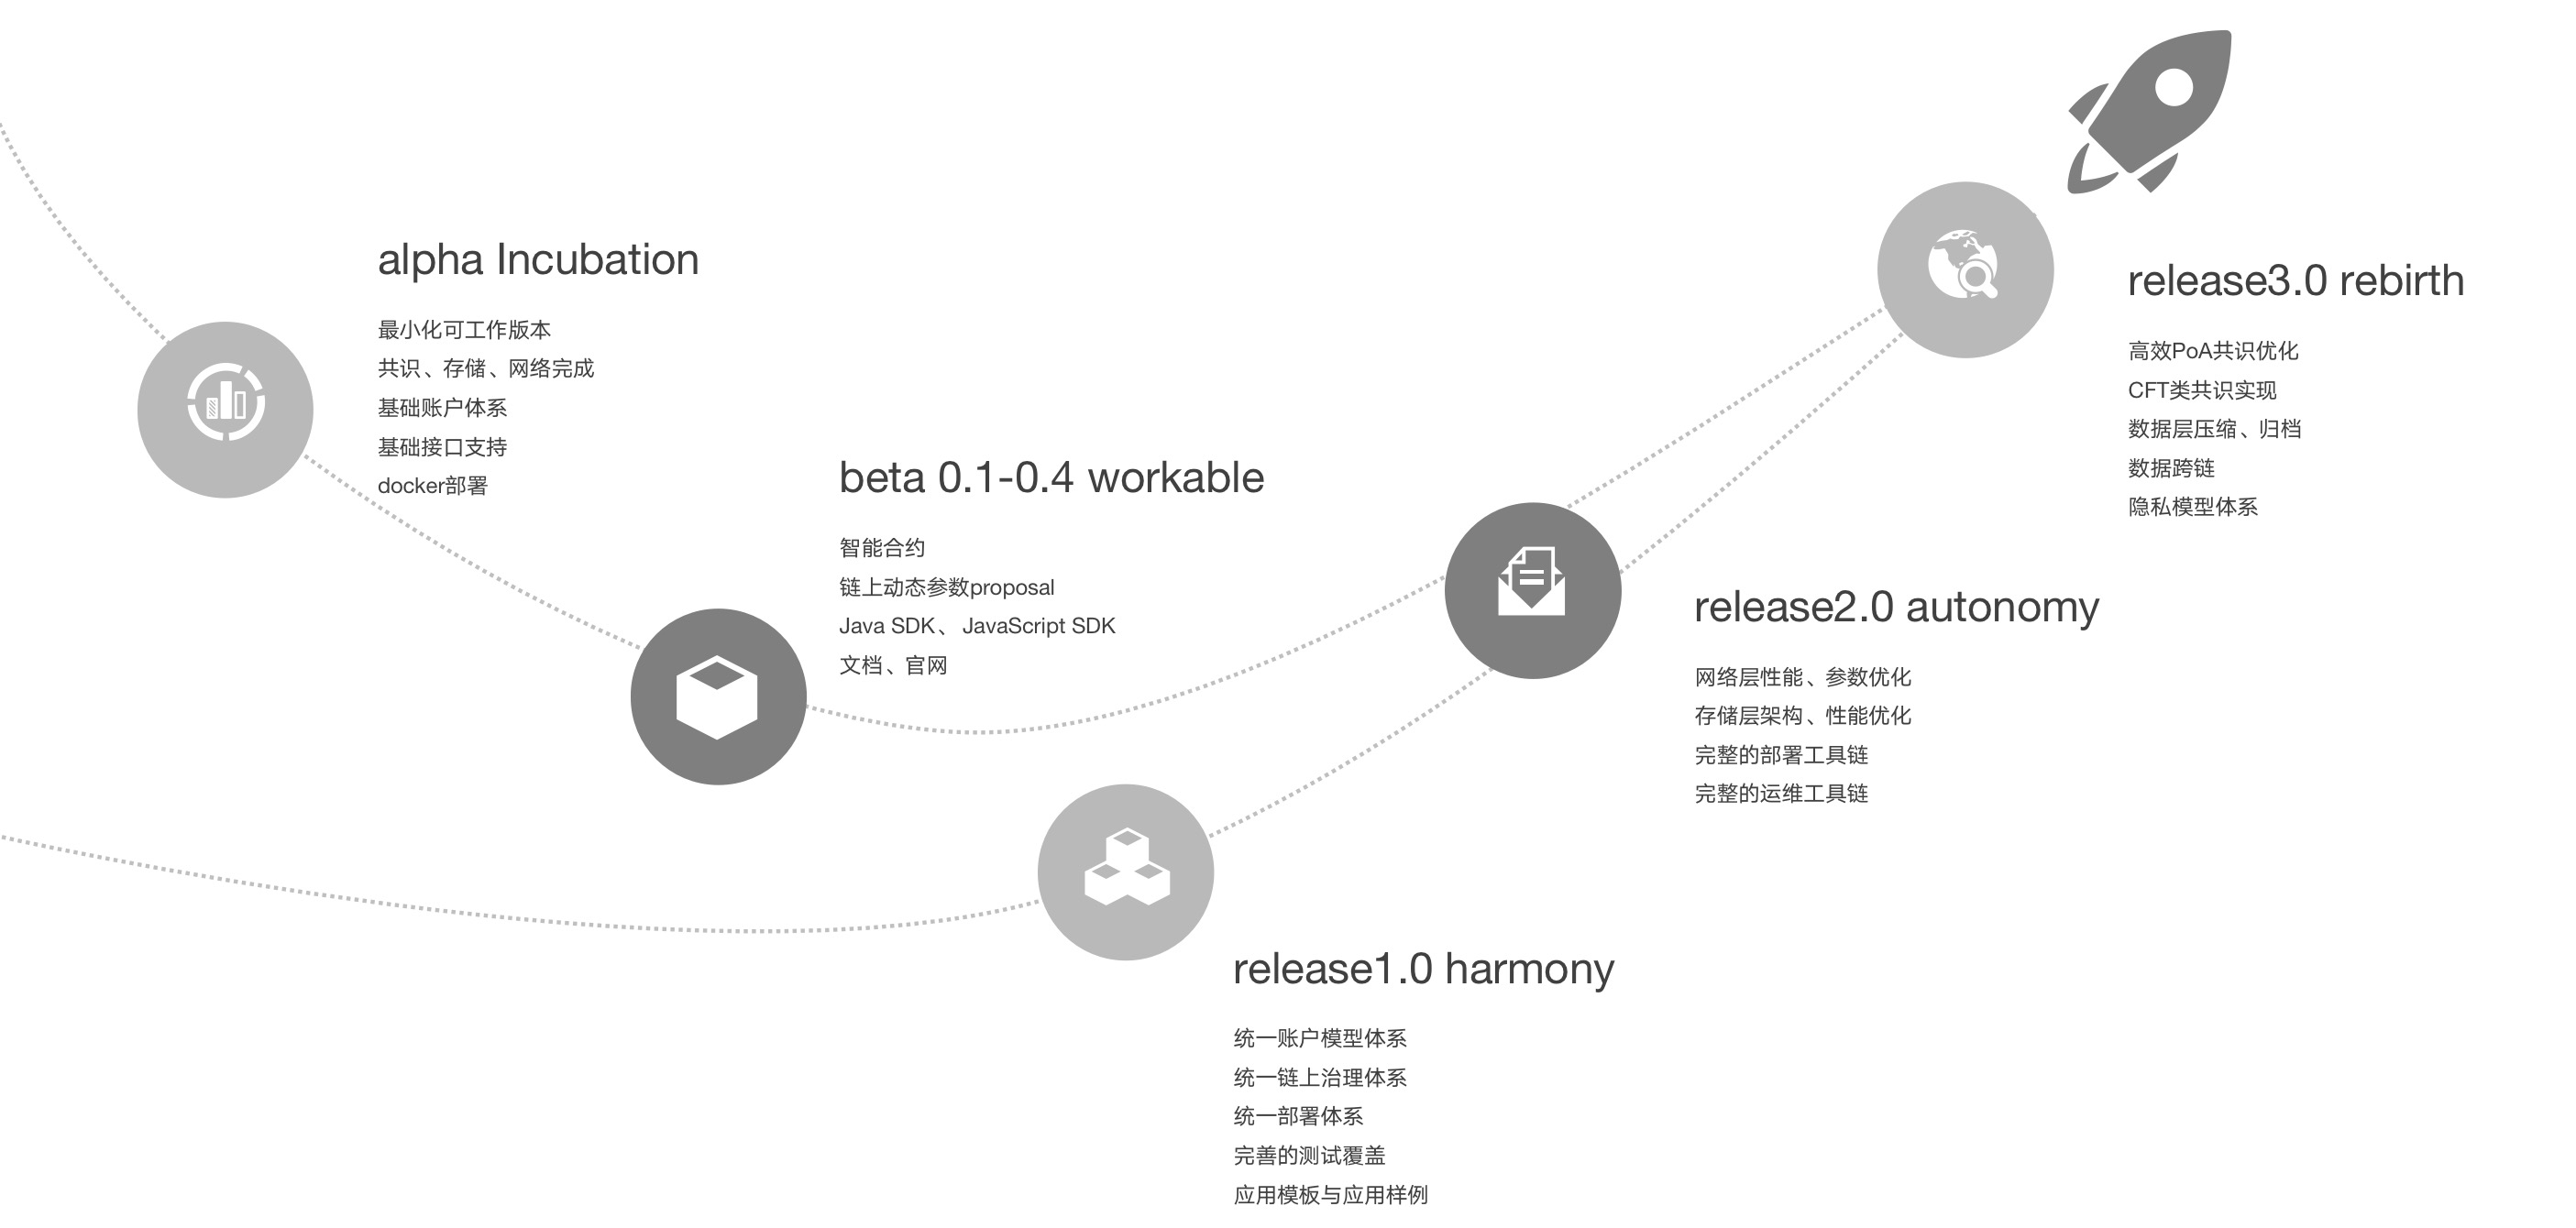 alpha Incubation
最小化可工作版本
共识、存储、网络完成
基础账户体系
基础接口支持
docker部署
beta 0.1-0.4 workable
智能合约
链上动态参数proposal
Java SDK、 JavaScript SDK
文档、官网
release1.0 harmony
统一账户模型体系
统一链上治理体系
统一部署体系
完善的测试覆盖
应用模板与应用样例
release2.0 autonomy
网络层性能、参数优化
存储层架构、性能优化
完整的部署工具链
完整的运维工具链
release3.0 rebirth
高效PoA共识优化
CFT类共识实现
数据层压缩、归档
数据跨链
隐私模型体系